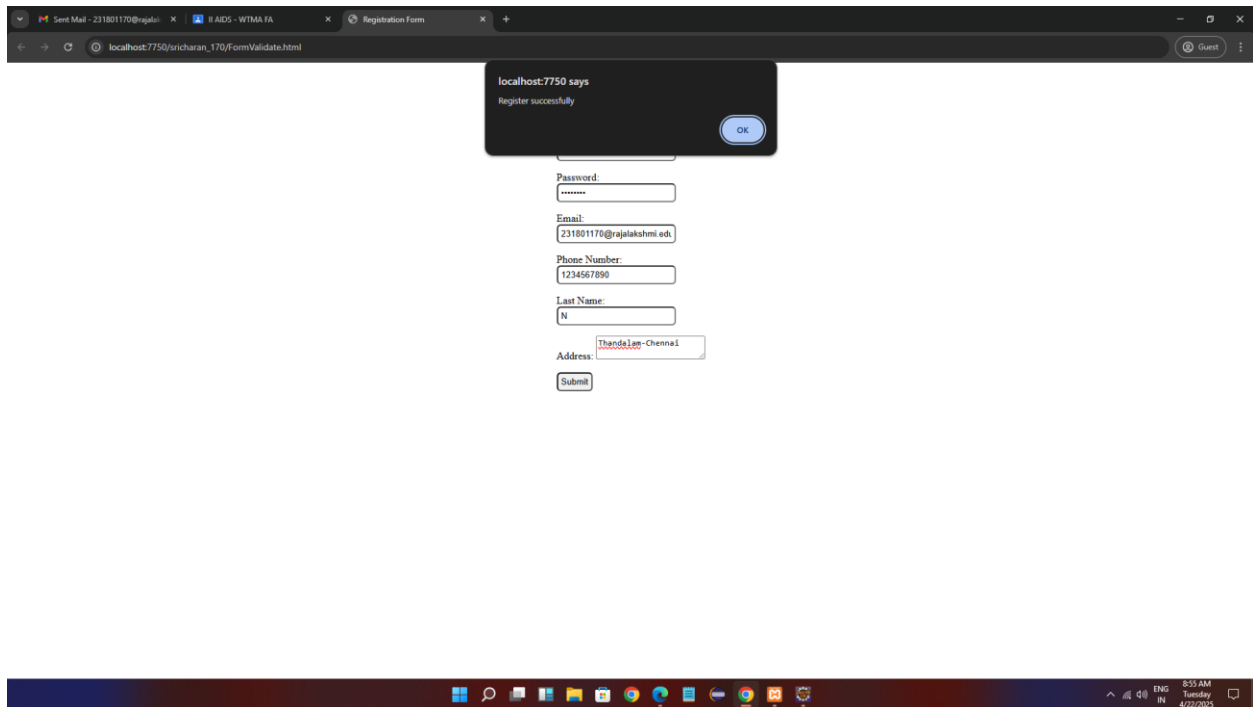 Sent Mail - 231801170@rajalak
II AIDS - WTMA FA
Registration Form
localhost:7750/sricharan_170/FormValidate.html
Guest
localhost:7750 says
Register successfully
OK
Password:
••••••••
Email:
231801170@rajalakshmi.edu
Phone Number:
1234567890
Last Name:
N
Address:
Thandalam-Chennai
Submit
ENG
IN
8:55 AM
Tuesday
4/22/2025